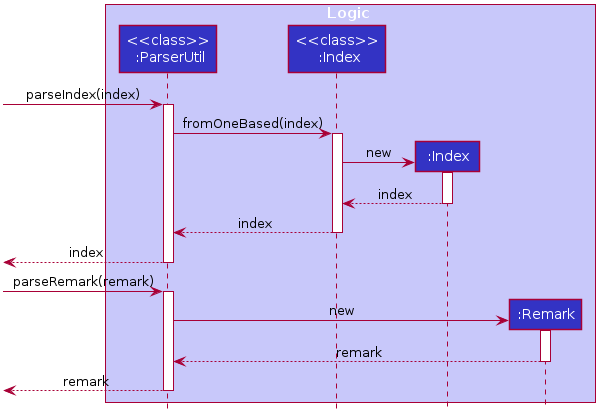 Logic
<<class>>
:ParserUtil
<<class>>
:Index
parseIndex(index)
fromOneBased(index)
new
:Index
index
index
index
parseRemark(remark)
new
:Remark
remark
remark